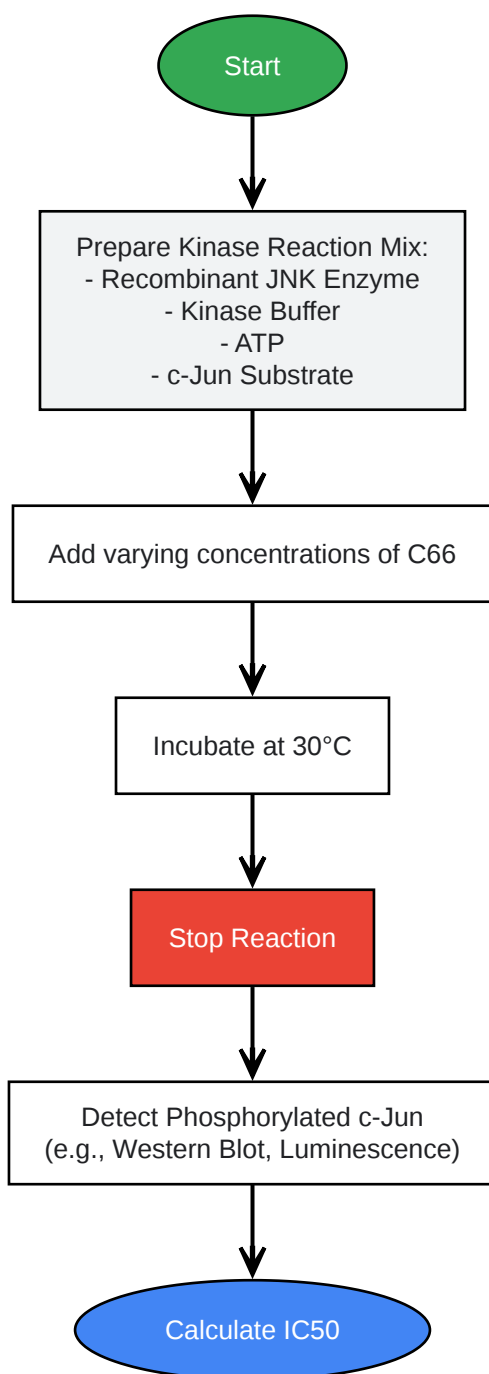 Start
Prepare Kinase Reaction Mix:
- Recombinant JNK Enzyme
- Kinase Buffer
- ATP
- c-Jun Substrate
Add varying concentrations of C66
Incubate at 30°C
Stop Reaction
Detect Phosphorylated c-Jun
(e.g., Western Blot, Luminescence)
Calculate IC50